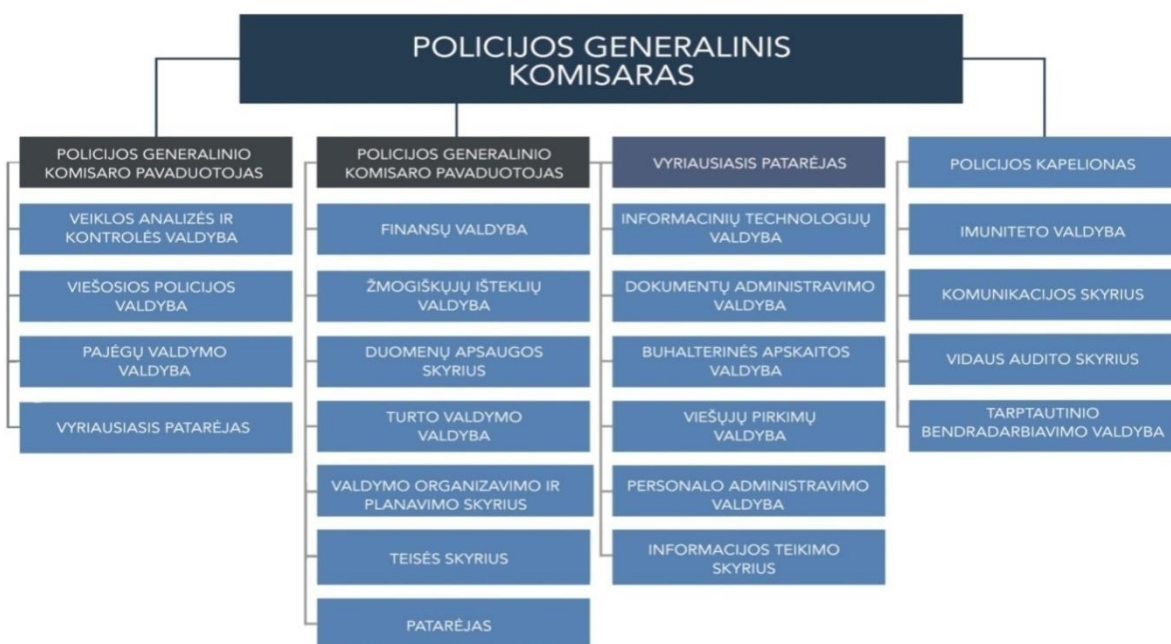 POLICIJOS GENERALINIS
KOMISARAS
POLICIJOS GENERALINIO
KOMISARO PAVADUOTOJAS
VEIKLOS ANALIZĖS IR
KONTROLĖS VALDYBA
VIEŠOSIOS POLICIJOS
VALDYBA
PAJĖGŲ VALDYMO
VALDYBA
VYRIAUSIASIS PATARĖJAS
POLICIJOS GENERALINIO
KOMISARO PAVADUOTOJAS
FINANSŲ VALDYBA
ŽMOGIŠKŲJŲ IŠTEKLIŲ
VALDYBA
DUOMENŲ APSAUGOS
SKYRIUS
TURTO VALDYMO
VALDYBA
VALDYMO ORGANIZAVIMO IR
PLANAVIMO SKYRIUS
TEISĖS SKYRIUS
PATARĖJAS
VYRIAUSIASIS PATARĖJAS
INFORMACINIŲ TECHNOLOGIJŲ
VALDYBA
DOKUMENTŲ ADMINISTRAVIMO
VALDYBA
BUHALTERINĖS APSKAITOS
VALDYBA
VIEŠŲJŲ PIRKIMŲ
VALDYBA
PERSONALO ADMINISTRAVIMO
VALDYBA
INFORMACIJOS TEIKIMO
SKYRIUS
POLICIJOS KAPELIONAS
IMUNITETO VALDYBA
KOMUNIKACIJOS SKYRIUS
VIDAUS AUDITO SKYRIUS
TARPTAUTINIO
BENDRADARBIAVIMO VALDYBA